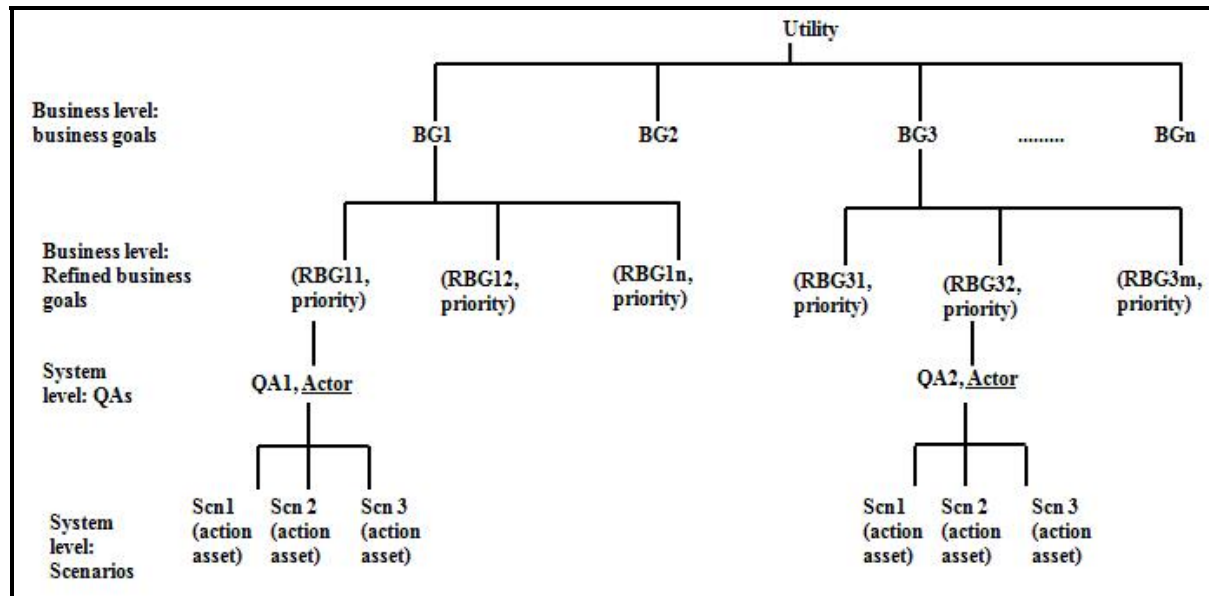 Utility
Business level:
business goals
BG1
BG2
BG3
.........
BGn
Business level:
Refined business
goals
(RBG11,
priority)
(RBG12,
priority)
(RBG1n,
priority)
(RBG31,
priority)
(RBG32,
priority)
(RBG3m,
priority)
System
level: QAs
QA1, Actor
QA2, Actor
System
level:
Scenarios
Scn1
(action
asset)
Scn 2
(action
asset)
Scn 3
(action
asset)
Scn1
(action
asset)
Scn 2
(action
asset)
Scn 3
(action
asset)